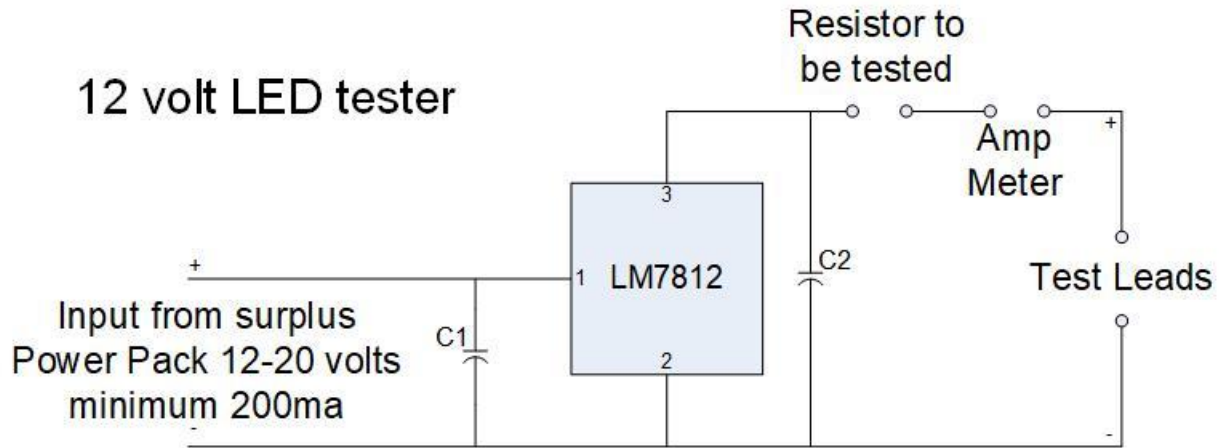 12 volt LED tester
Resistor to
be tested
+
Amp
Meter
3
LM7812
1
2
C2
Test Leads
+
Input from surplus
Power Pack 12-20 volts
minimum 200ma
C1
-
-